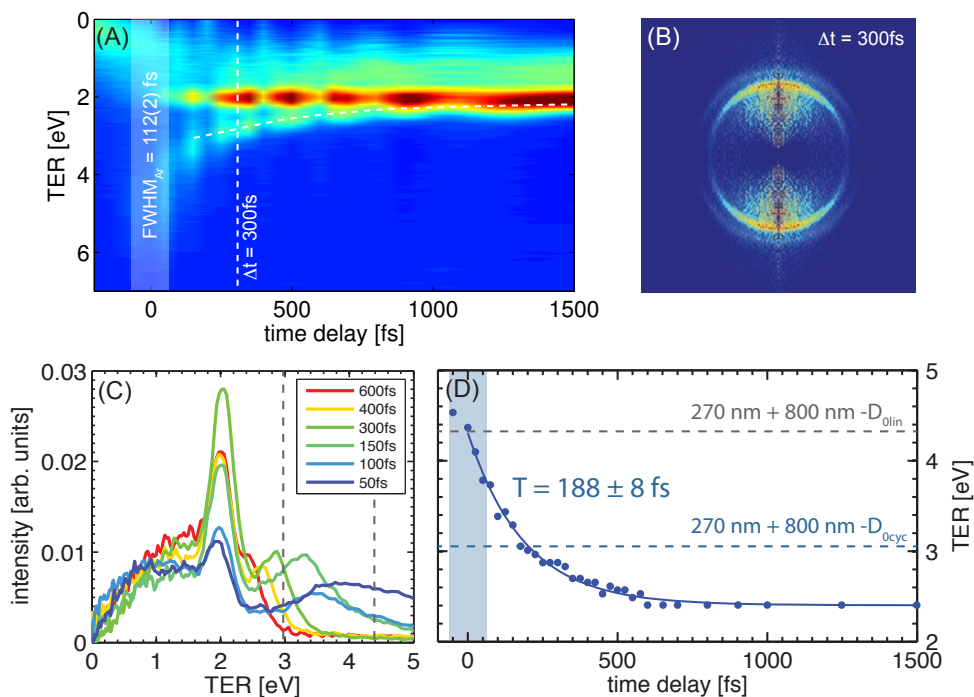 (A)
0
2
4
6
TER [eV]
FWHM_Ar = 112(2) fs
Δt = 300fs
0 500 1000 1500
time delay [fs]
(B)
Δt = 300fs
(C)
0.03
0.02
0.01
0
intensity [arb. units]
600fs
400fs
300fs
150fs
100fs
50fs
0 1 2 3 4 5
TER [eV]
(D)
270 nm + 800 nm -D_0lin
T = 188 ± 8 fs
270 nm + 800 nm -D_0cyc
5
4
3
2
TER [eV]
0 500 1000 1500
time delay [fs]